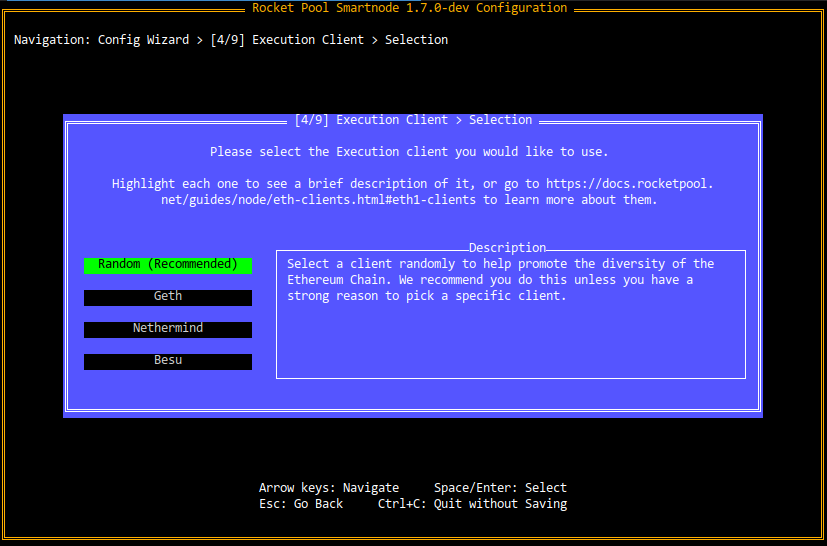 Rocket Pool Smartnode 1.7.0-dev Configuration
Navigation: Config Wizard > [4/9] Execution Client > Selection
[4/9] Execution Client > Selection
Please select the Execution client you would like to use.
Highlight each one to see a brief description of it, or go to https://docs.rocketpool.
net/guides/node/eth-clients.html#eth1-clients to learn more about them.
Random (Recommended)
Geth
Nethermind
Besu
Description
Select a client randomly to help promote the diversity of the
Ethereum Chain. We recommend you do this unless you have a
strong reason to pick a specific client.
Arrow keys: Navigate     Space/Enter: Select
Esc: Go Back     Ctrl+C: Quit without Saving